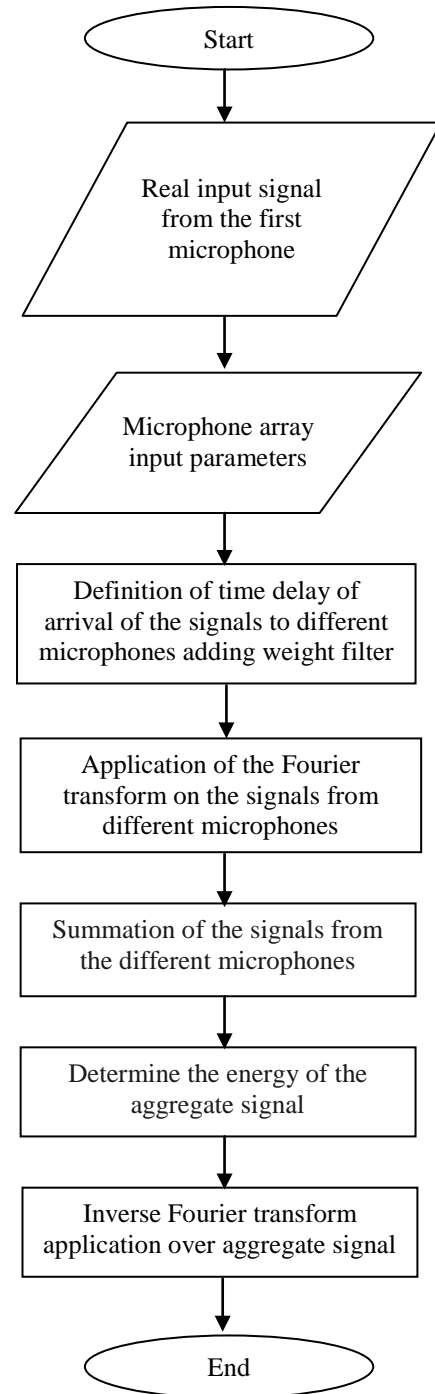 Start
Real input signal
from the first
microphone
Microphone array
input parameters
Definition of time delay of
arrival of the signals to different
microphones adding weight filter
Application of the Fourier
transform on the signals from
different microphones
Summation of the signals from
the different microphones
Determine the energy of the
aggregate signal
Inverse Fourier transform
application over aggregate signal
End